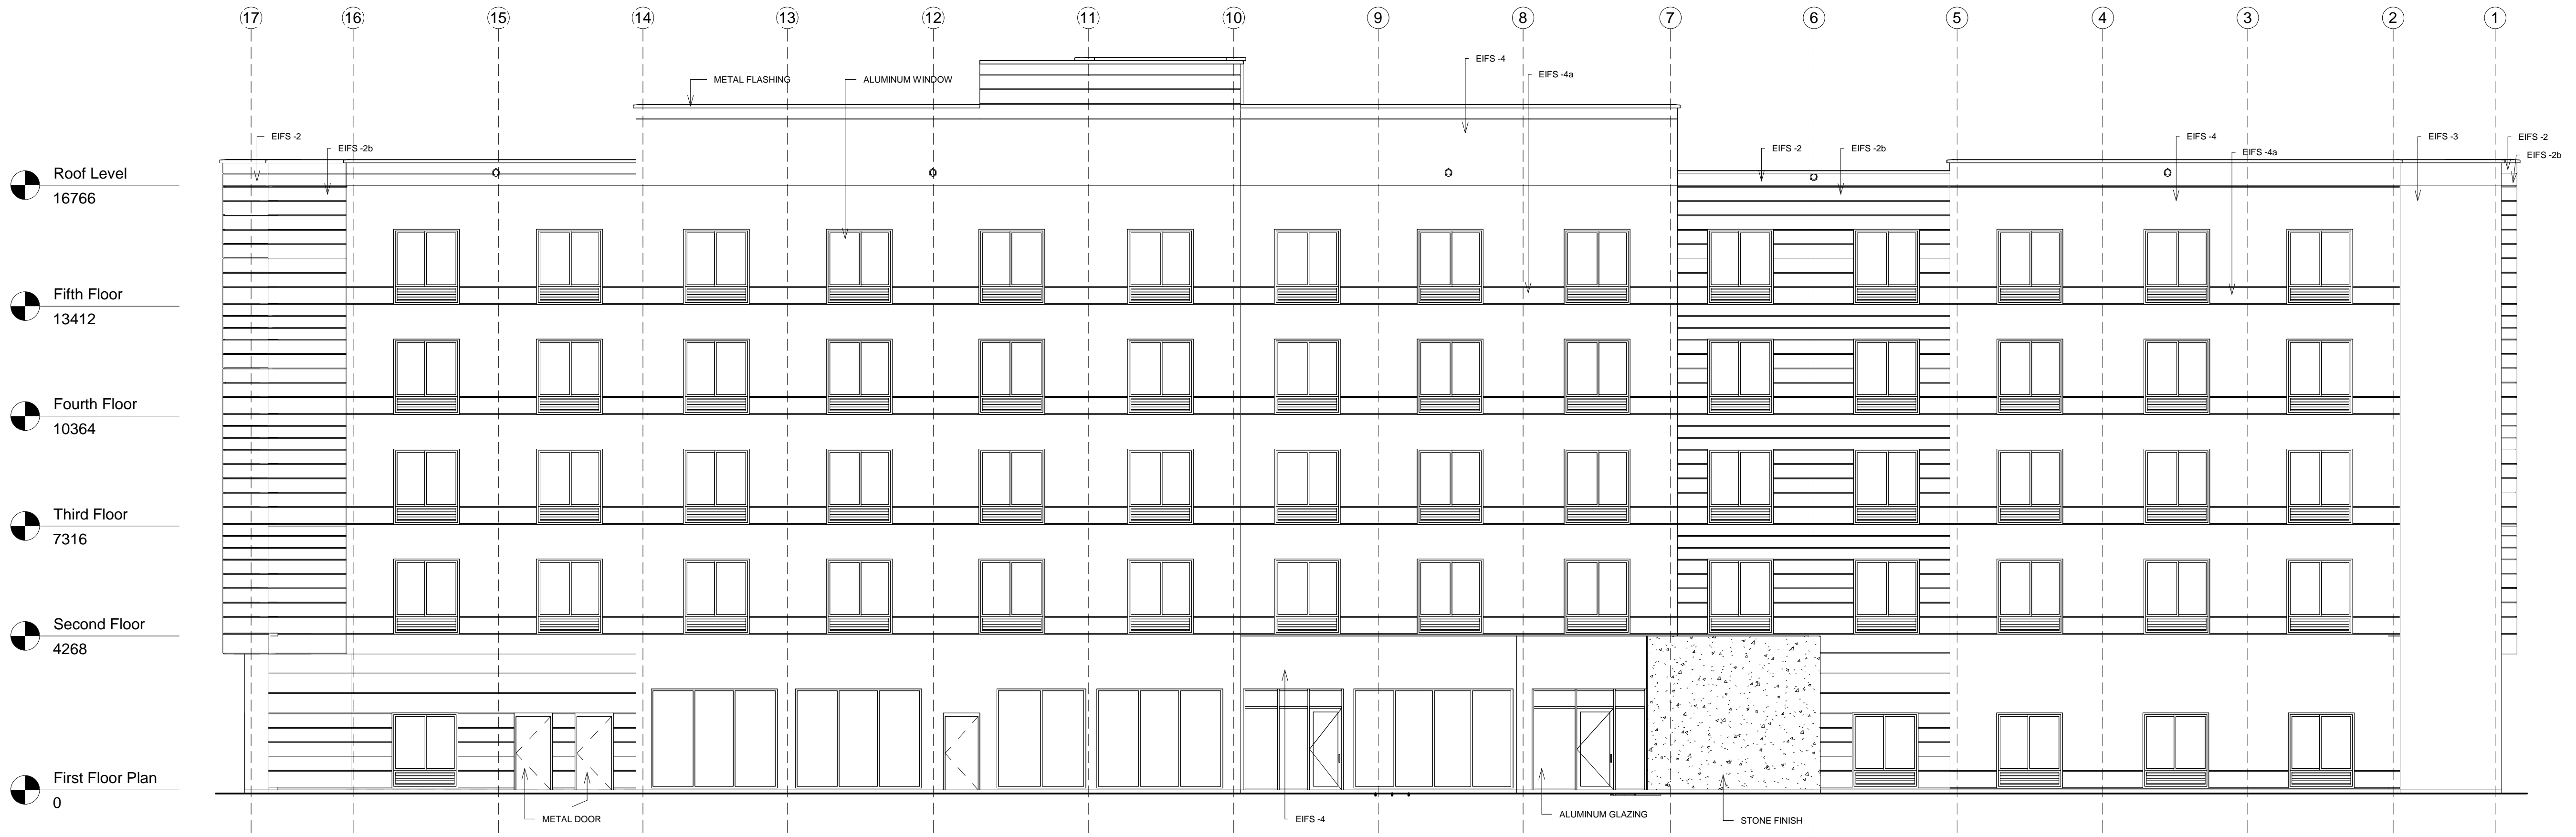 17 16 15 14 13 12 11 10 9 8 7 6 5 4 3 2 1
EIFS -4
EIFS -4a
METAL FLASHING
ALUMINUM WINDOW
EIFS -2
EIFS -2b
EIFS -2
EIFS -2b
EIFS -4
EIFS -4a
EIFS -3
EIFS -2
EIFS -2b
Roof Level
16766
Fifth Floor
13412
Fourth Floor
10364
Third Floor
7316
Second Floor
4268
First Floor Plan
0
METAL DOOR
EIFS -4
ALUMINUM GLAZING
STONE FINISH